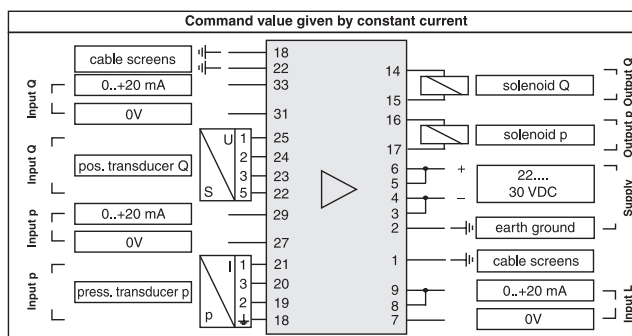 Command value given by constant current
cable screens
18
22
Input Q
0..+20 mA
33
0V
31
Input Q
pos. transducer Q
U
S
1
2
3
5
25
24
23
22
Input p
0..+20 mA
29
0V
27
Input p
press. transducer p
I
p
1
3
2
21
20
19
18
14
15
solenoid Q
Output Q
16
17
solenoid p
Output p
6
5
4
3
+
–
22....
30 VDC
Supply
2
earth ground
1
cable screens
9
8
0..+20 mA
7
0V
Input L